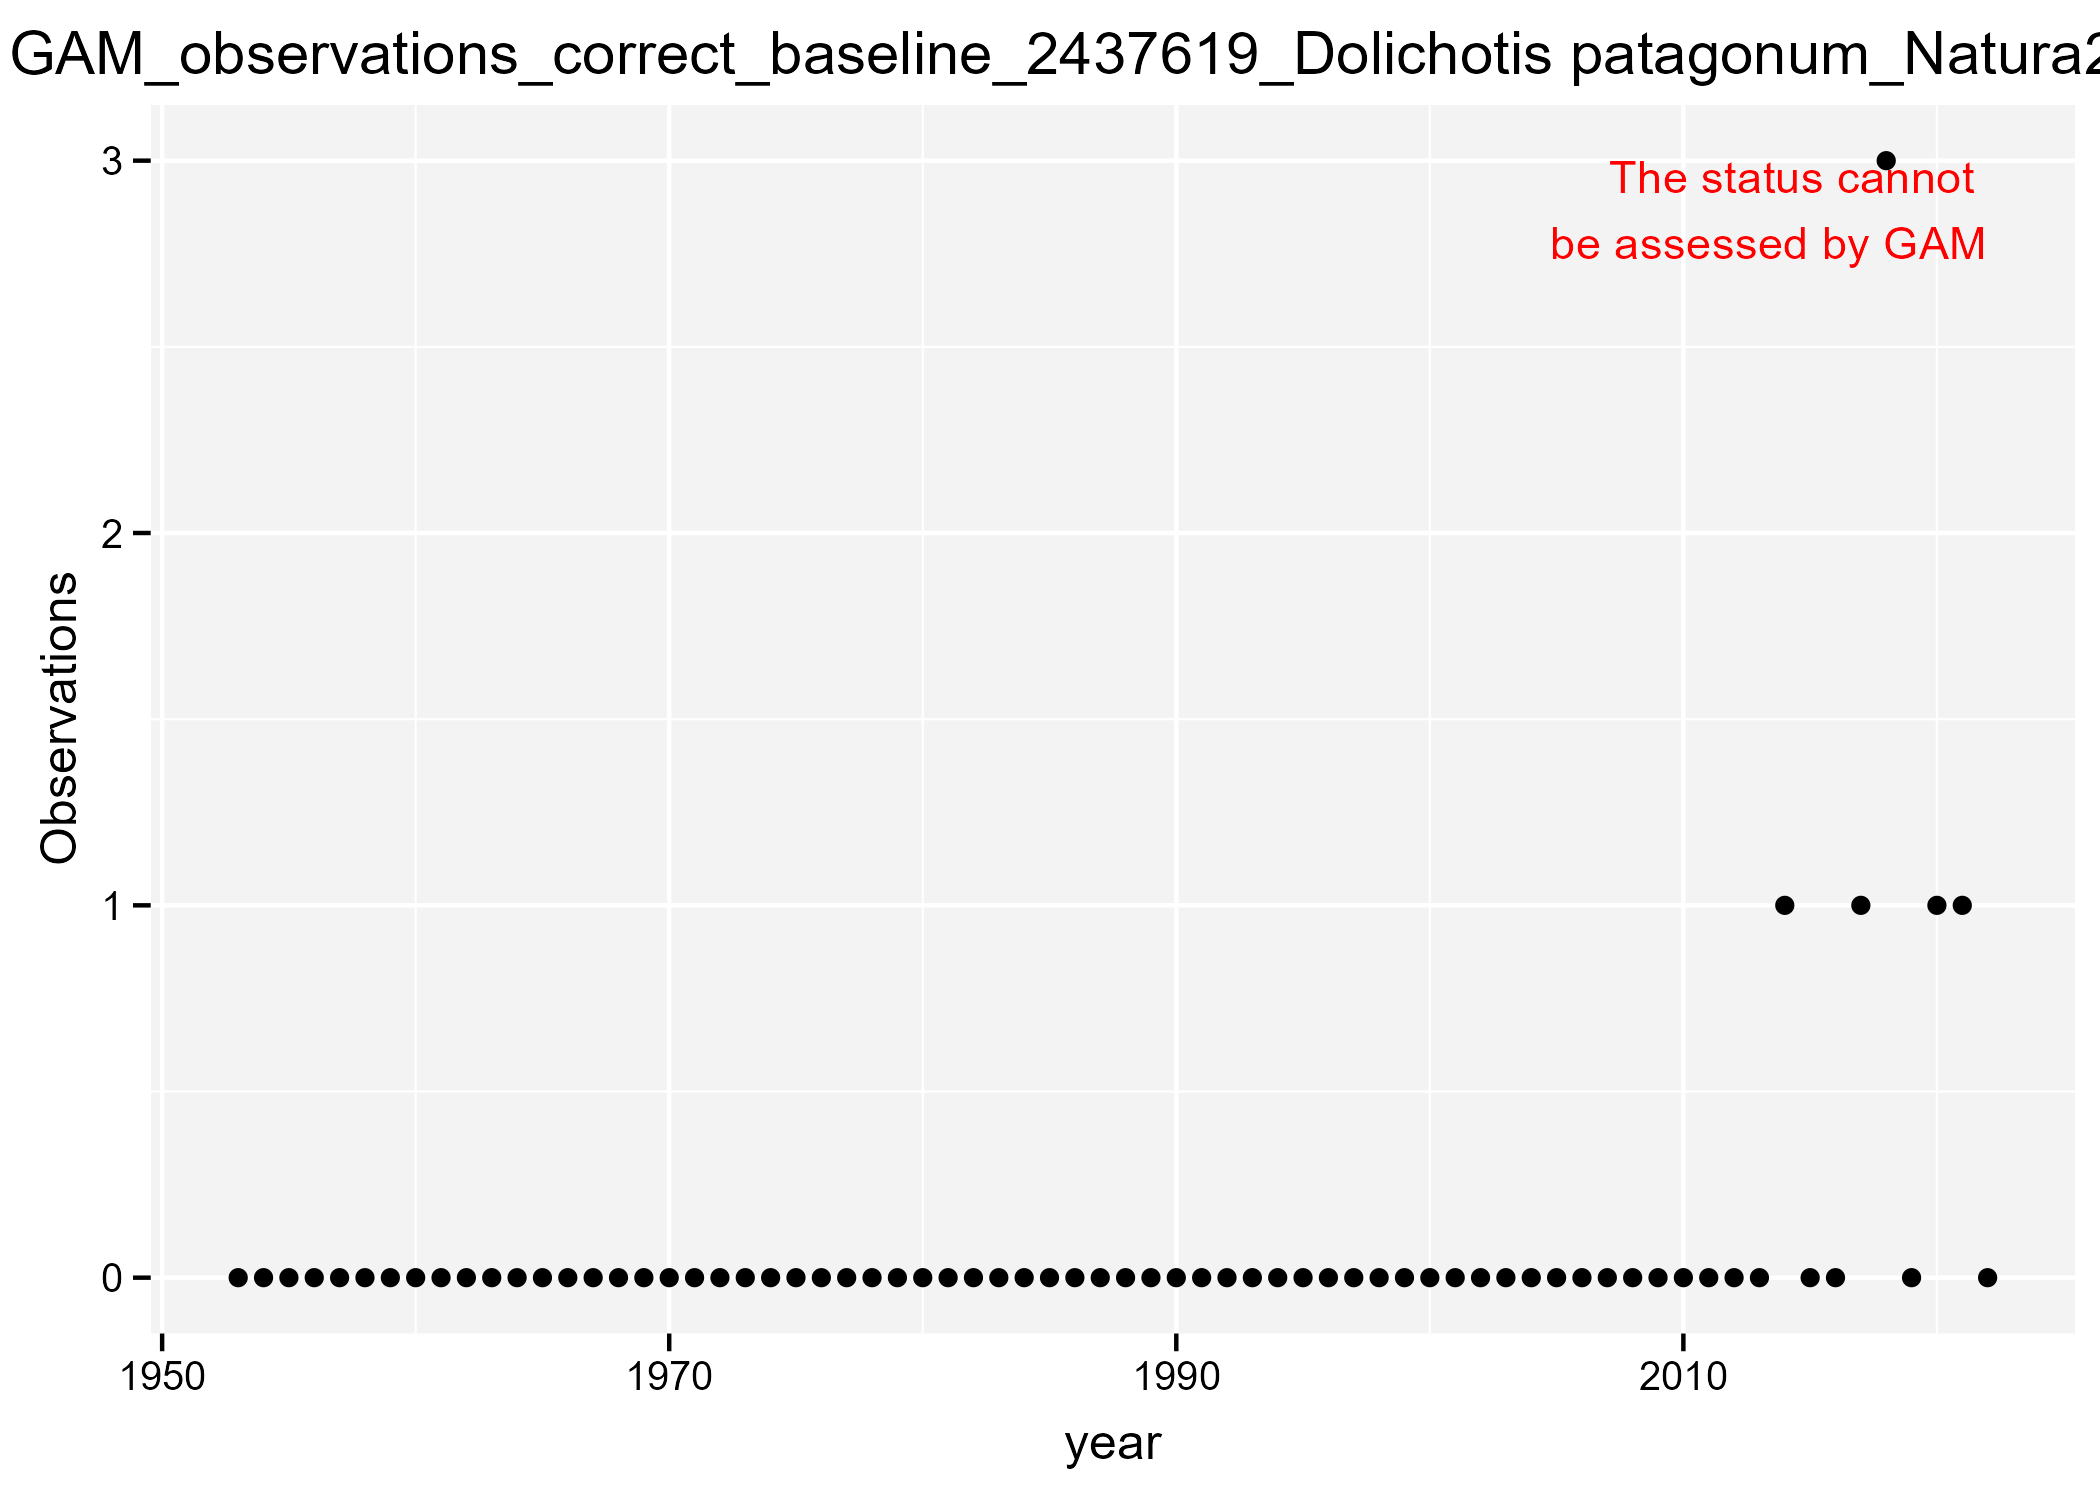 GAM_observations_correct_baseline_2437619_Dolichotis patagonum_Natura2
3
The status cannot
be assessed by GAM
2
Observations
1
0
1950 1970 1990 2010
year